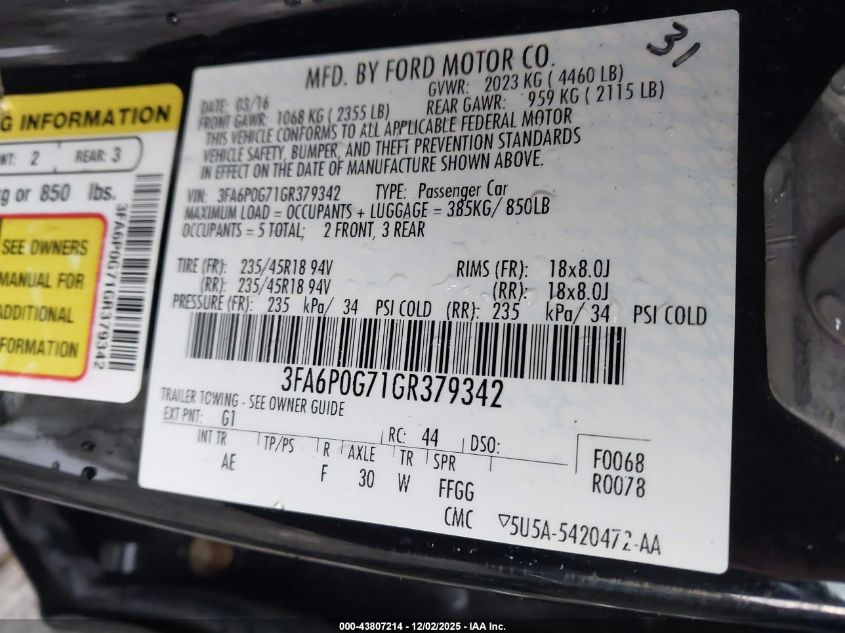 31
MFD. BY FORD MOTOR CO.
DATE: 03/16 GVWR: 2023 KG ( 4460 LB)
FRONT GAWR: 1068 KG ( 2355 LB) REAR GAWR: 959 KG ( 2115 LB)
THIS VEHICLE CONFORMS TO ALL APPLICABLE FEDERAL MOTOR
VEHICLE SAFETY, BUMPER, AND THEFT PREVENTION STANDARDS
IN EFFECT ON THE DATE OF MANUFACTURE SHOWN ABOVE.
VIN: 3FA6P0G71GR379342 TYPE: Passenger Car
MAXIMUM LOAD = OCCUPANTS + LUGGAGE = 385KG/ 850LB
OCCUPANTS = 5 TOTAL; 2 FRONT, 3 REAR
TIRE (FR): 235/45R18 94V RIMS (FR): 18x8.0J
(RR): 235/45R18 94V (RR): 18x8.0J
PRESSURE (FR): 235 kPa/ 34 PSI COLD (RR): 235 kPa/ 34 PSI COLD
3FA6P0G71GR379342
TRAILER TOWING - SEE OWNER GUIDE
EXT PNT: G1 RC: 44 DSO: F0068
INT TR TP/PS R AXLE TR SPR R0078
AE F 30 W FFGG
CMC 5U5A-5420472-AA
G INFORMATION
2 REAR: 3
or 850 lbs.
SEE OWNERS
MANUAL FOR
ADDITIONAL
INFORMATION
3FA6P0G71GR379342
000-43807214 - 12/02/2025 - IAA Inc.